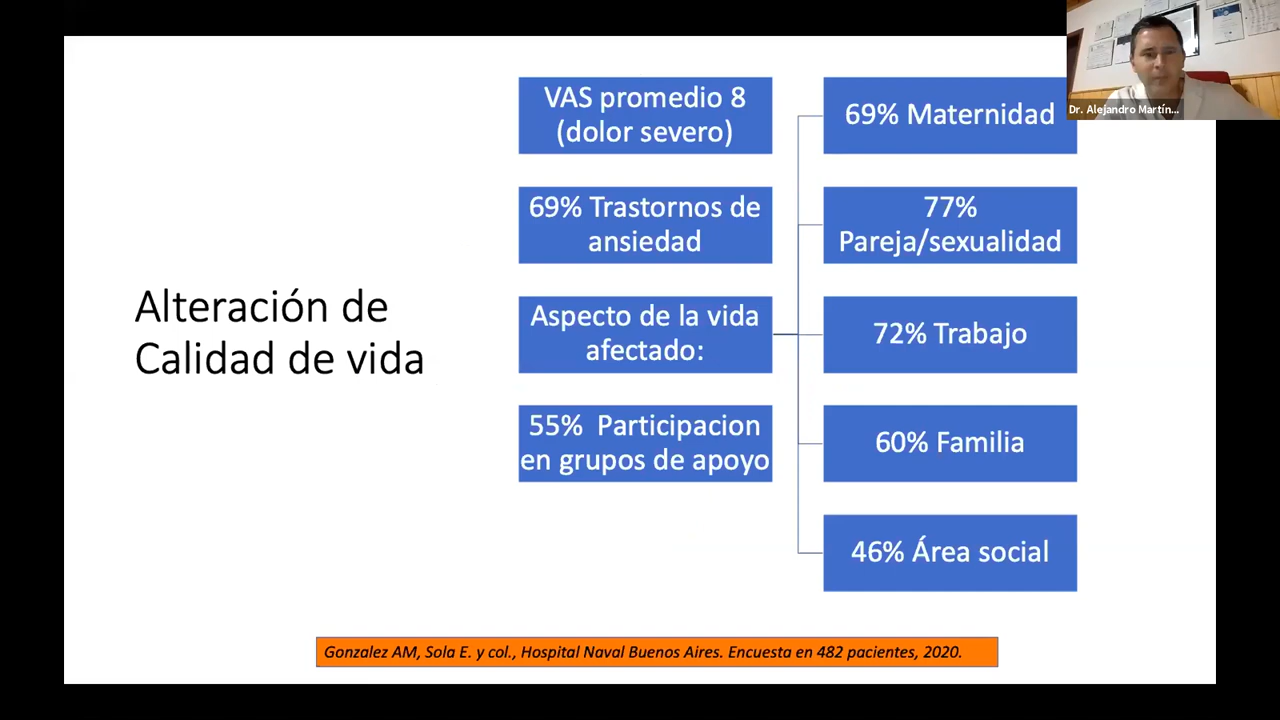 Alteración de
Calidad de vida
VAS promedio 8
(dolor severo)
69% Trastornos de
ansiedad
Aspecto de la vida
afectado:
55% Participacion
en grupos de apoyo
69% Maternidad
77%
Pareja/sexualidad
72% Trabajo
60% Familia
46% Área social
Gonzalez AM, Sola E. y col., Hospital Naval Buenos Aires. Encuesta en 482 pacientes, 2020.
Dr. Alejandro Martín...